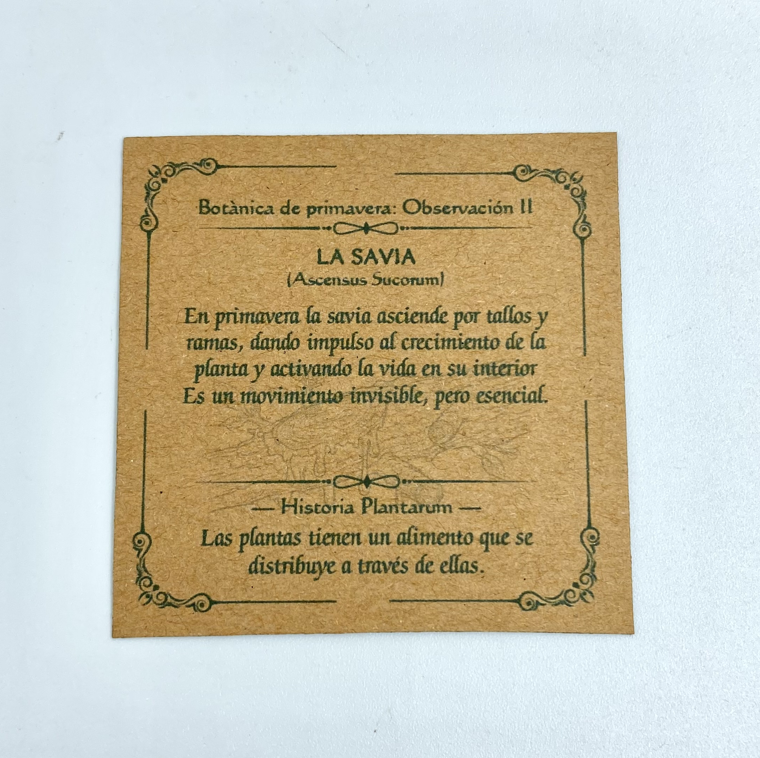 Botànica de primavera: Observación II
LA SAVIA
(Ascensus Sucorum)
En primavera la savia asciende por tallos y
ramas, dando impulso al crecimiento de la
planta y activando la vida en su interior
Es un movimiento invisible, pero esencial.
— Historia Plantarum —
Las plantas tienen un alimento que se
distribuye a través de ellas.